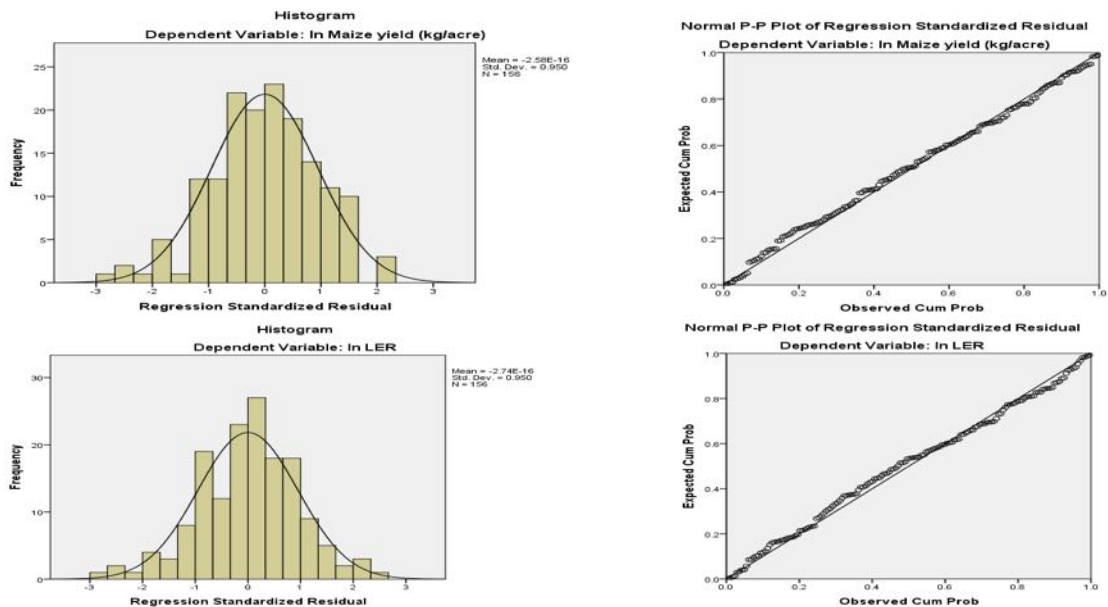 Histogram
Dependent Variable: ln Maize yield (kg/acre)
Mean = -2.58E-16
Std. Dev. = 0.950
N = 156
25
20
15
10
5
0
Frequency
-3 -2 -1 0 1 2 3
Regression Standardized Residual
Normal P-P Plot of Regression Standardized Residual
Dependent Variable: ln Maize yield (kg/acre)
1.0
0.8
0.6
0.4
0.2
0.0
Expected Cum Prob
0.0 0.2 0.4 0.6 0.8 1.0
Observed Cum Prob
Histogram
Dependent Variable: ln LER
Mean = -2.74E-16
Std. Dev. = 0.950
N = 156
30
20
10
0
Frequency
-3 -2 -1 0 1 2 3
Regression Standardized Residual
Normal P-P Plot of Regression Standardized Residual
Dependent Variable: ln LER
1.0
0.8
0.6
0.4
0.2
0.0
Expected Cum Prob
0.0 0.2 0.4 0.6 0.8 1.0
Observed Cum Prob